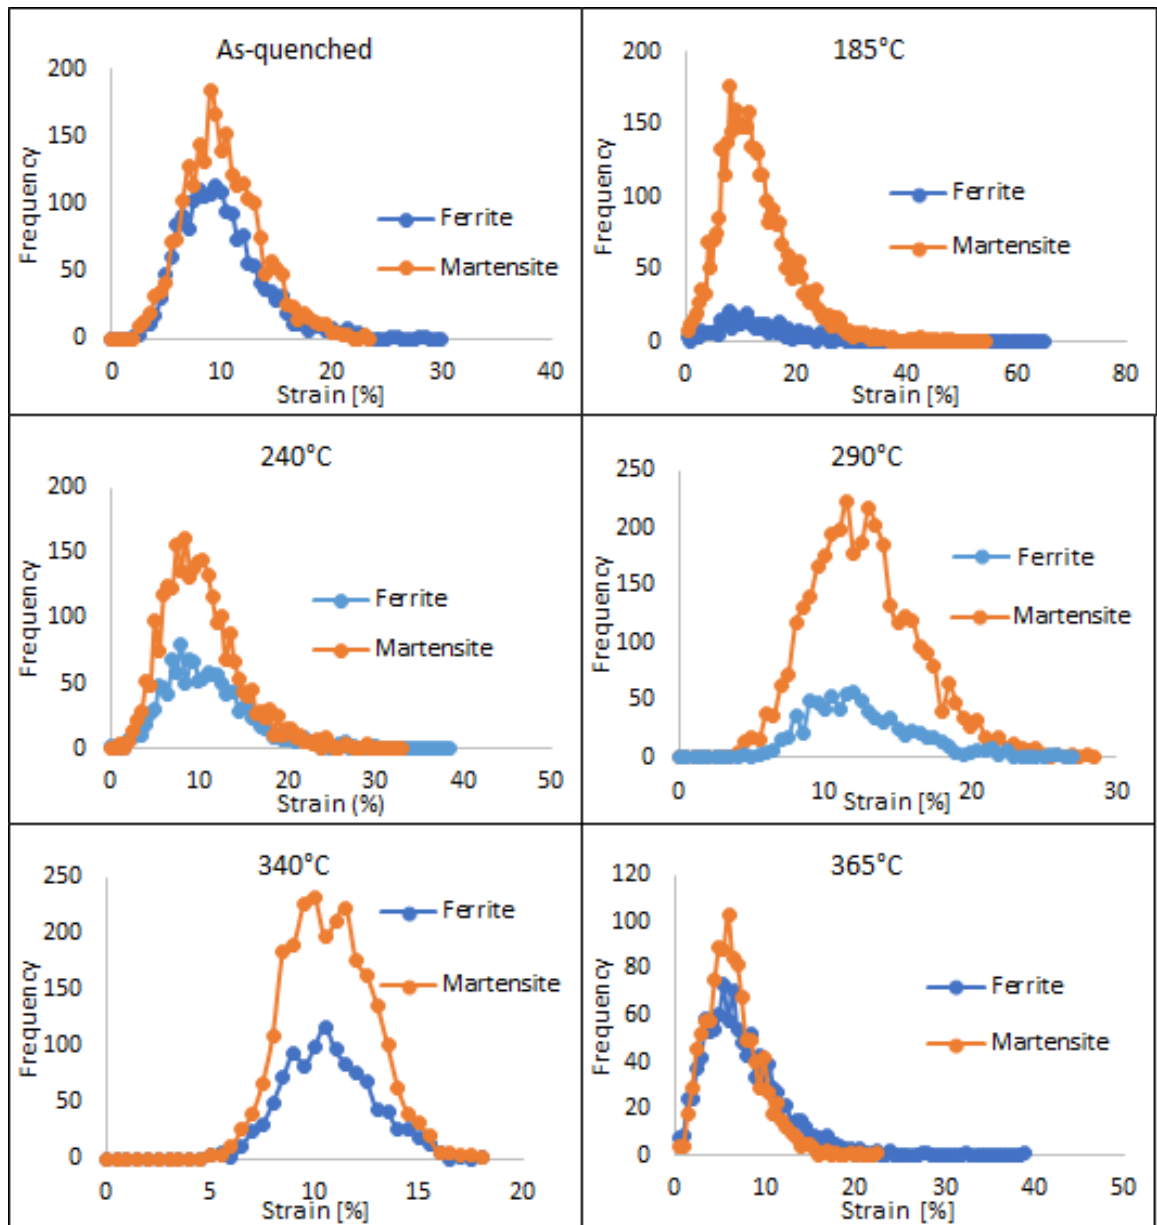 As-quenched
200
150
100
50
0
Frequency
Ferrite
Martensite
0 10 20 30 40
Strain [%]
185°C
200
150
100
50
0
Frequency
Ferrite
Martensite
0 20 40 60 80
Strain [%]
240°C
200
150
100
50
0
Frequency
Ferrite
Martensite
0 10 20 30 40 50
Strain (%)
290°C
250
200
150
100
50
0
Frequency
Ferrite
Martensite
0 10 20 30
Strain [%]
340°C
250
200
150
100
50
0
Frequency
Ferrite
Martensite
0 5 10 15 20
Strain [%]
365°C
120
100
80
60
40
20
0
Frequency
Ferrite
Martensite
0 10 20 30 40 50
Strain [%]